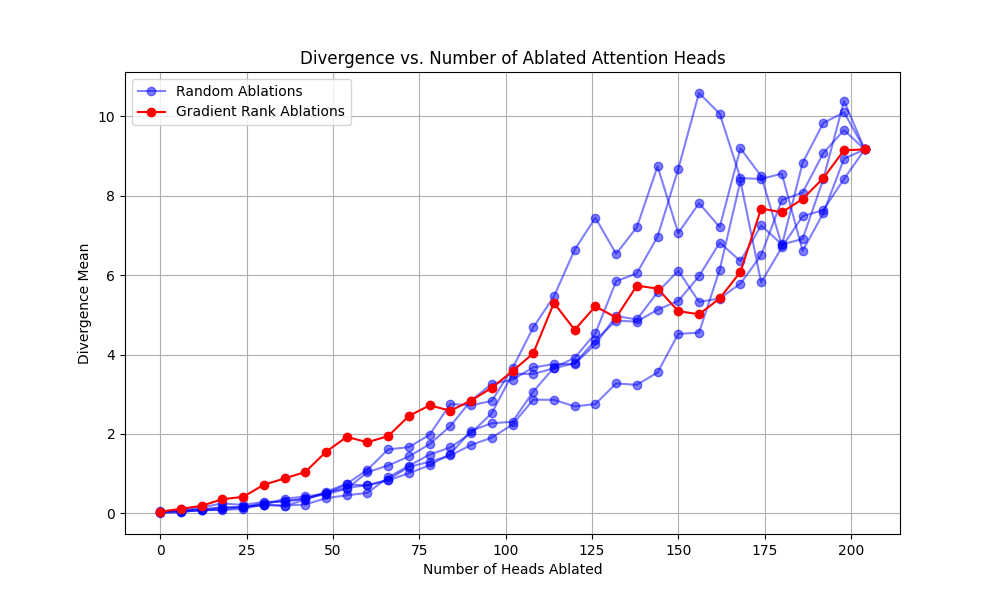 Divergence vs. Number of Ablated Attention Heads
Random Ablations
Gradient Rank Ablations
Divergence Mean
10
8
6
4
2
0
0 25 50 75 100 125 150 175 200
Number of Heads Ablated